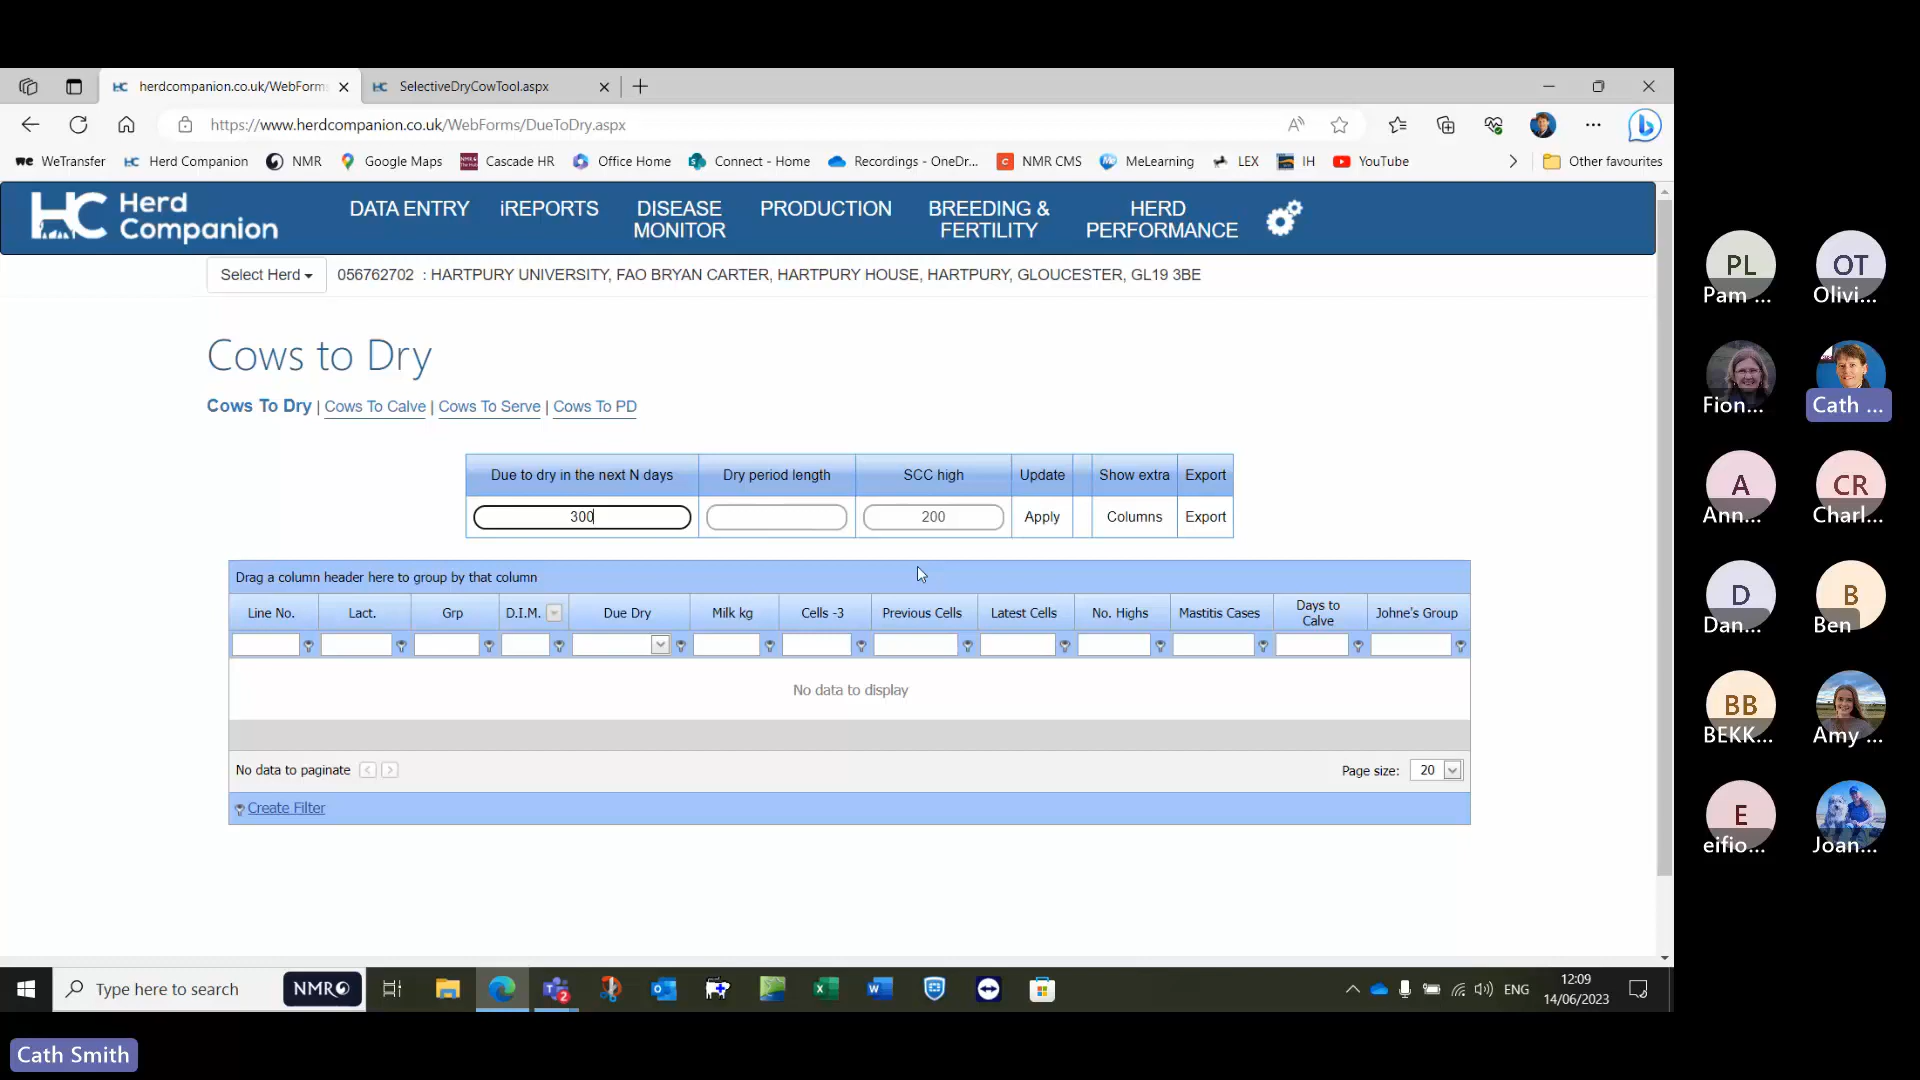 herdcompanion.co.uk/WebForm
SelectiveDryCowTool.aspx
https://www.herdcompanion.co.uk/WebForms/DueToDry.aspx
WeTransfer
Herd Companion
NMR
Google Maps
Cascade HR
Office Home
Connect - Home
Recordings - OneDr...
NMR CMS
MeLearning
LEX
IH
YouTube
Other favourites
HC Herd Companion
DATA ENTRY
iREPORTS
DISEASE MONITOR
PRODUCTION
BREEDING & FERTILITY
HERD PERFORMANCE
Select Herd
056762702 : HARTPURY UNIVERSITY, FAO BRYAN CARTER, HARTPURY HOUSE, HARTPURY, GLOUCESTER, GL19 3BE
Cows to Dry
Cows To Dry | Cows To Calve | Cows To Serve | Cows To PD
Due to dry in the next N days
Dry period length
SCC high
Update
Show extra
Export
300
200
Apply
Columns
Export
Drag a column header here to group by that column
Line No.
Lact.
Grp
D.I.M.
Due Dry
Milk kg
Cells -3
Previous Cells
Latest Cells
No. Highs
Mastitis Cases
Days to Calve
Johne's Group
No data to display
No data to paginate
Page size: 20
Create Filter
Type here to search
NMR
2
ENG
12:09
14/06/2023
PL
Pam ...
OT
Olivi...
Fion...
Cath ...
A
Ann...
CR
Charl...
D
Dan...
B
Ben
BB
BEKK...
Amy ...
E
eifio...
Joan...
Cath Smith